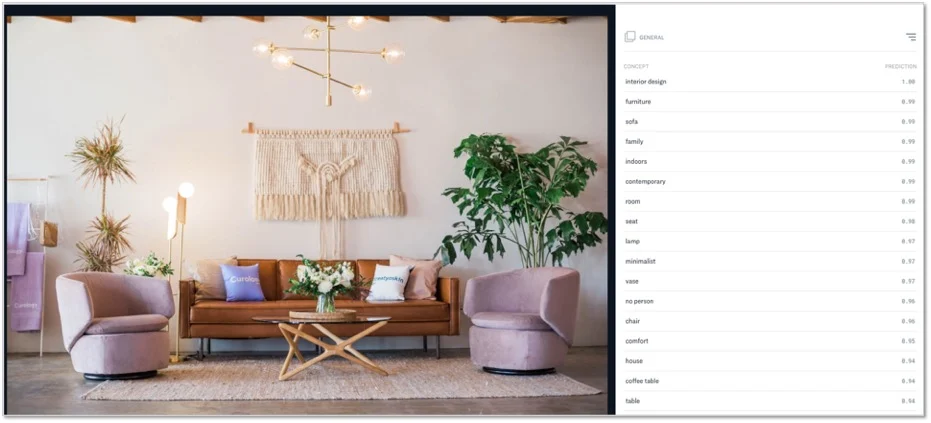 GENERAL
CONCEPT PREDICTION
interior design 1.00
furniture 0.99
sofa 0.99
family 0.99
indoors 0.99
contemporary 0.99
room 0.99
seat 0.98
lamp 0.97
minimalist 0.97
vase 0.97
no person 0.96
chair 0.96
comfort 0.95
house 0.94
coffee table 0.94
table 0.94
Curology
Curology